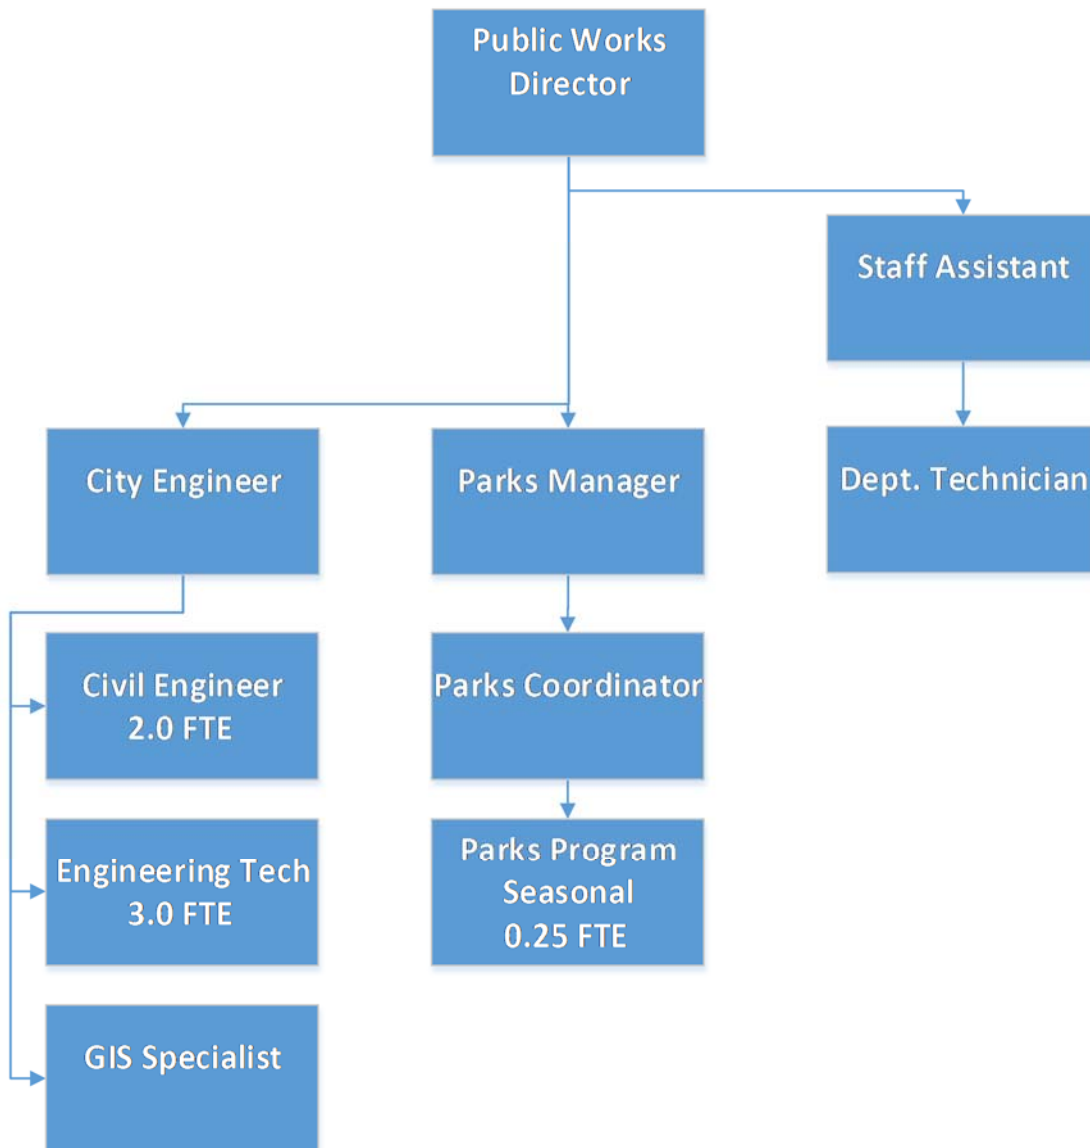 Public Works
Director
Staff Assistant
City Engineer
Parks Manager
Dept. Technician
Civil Engineer
2.0 FTE
Parks Coordinator
Engineering Tech
3.0 FTE
Parks Program
Seasonal
0.25 FTE
GIS Specialist